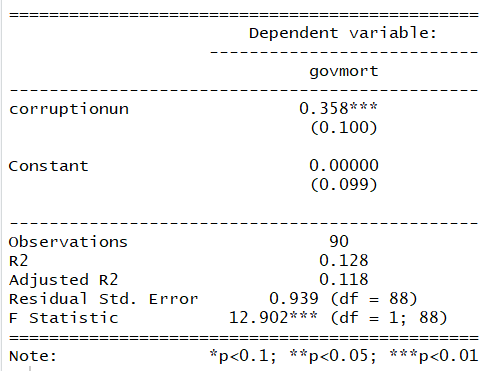 Dependent variable:
govmort
corruptionun 0.358***
(0.100)
Constant 0.00000
(0.099)
Observations 90
R2 0.128
Adjusted R2 0.118
Residual Std. Error 0.939 (df = 88)
F Statistic 12.902*** (df = 1; 88)
Note: *p<0.1; **p<0.05; ***p<0.01